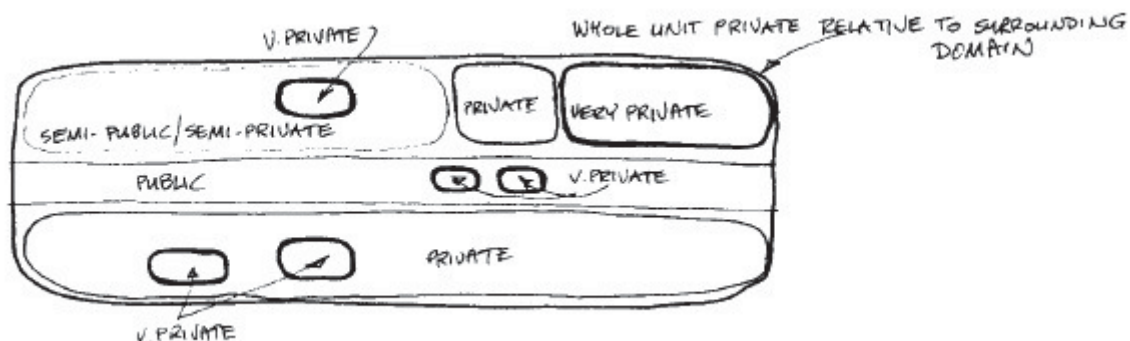 V. PRIVATE
WHOLE UNIT PRIVATE RELATIVE TO SURROUNDING
DOMAIN
PRIVATE
VERY PRIVATE
SEMI-PUBLIC/SEMI-PRIVATE
PUBLIC
V. PRIVATE
PRIVATE
V. PRIVATE